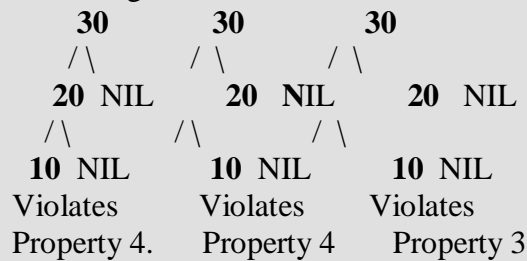 30 30 30
/ \ / \ / \
20 NIL 20 NIL 20 NIL
/ \ / \ / \
10 NIL 10 NIL 10 NIL
Violates Violates Violates
Property 4. Property 4 Property 3